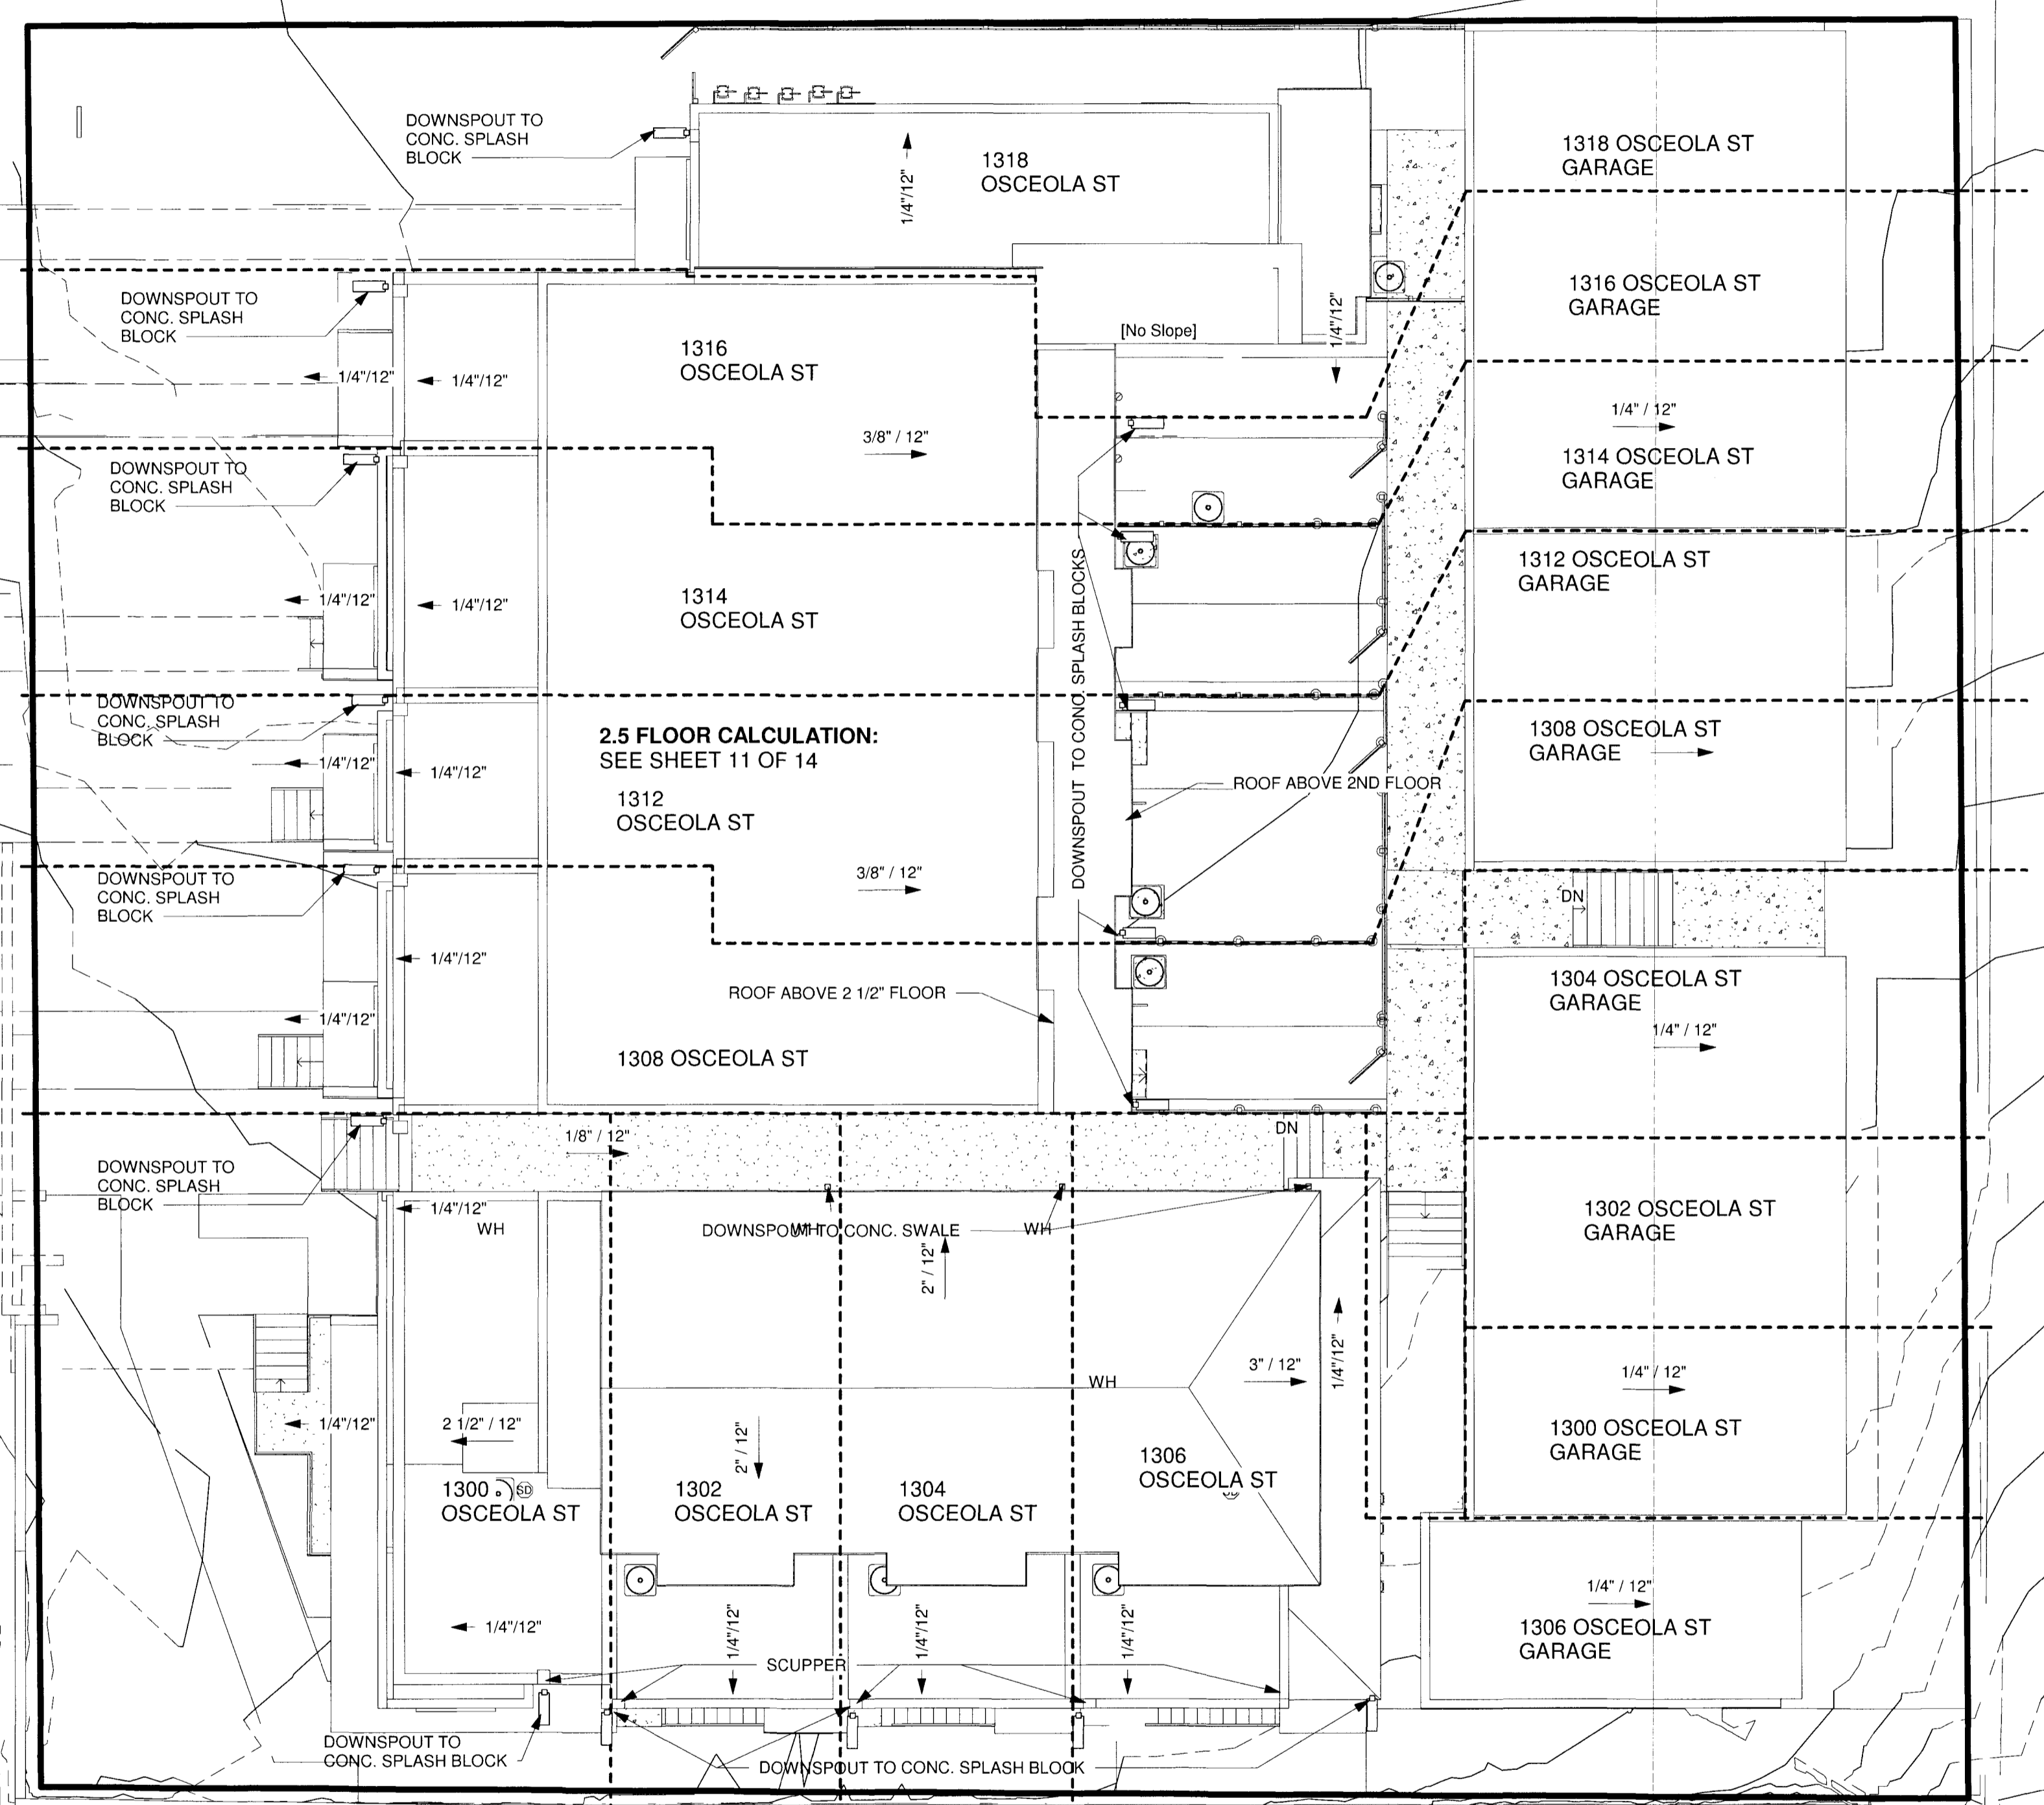 DOWNSPOUT TO
CONC. SPLASH
BLOCK
1/4"/12"
1318
OSCEOLA ST
1318 OSCEOLA ST
GARAGE
DOWNSPOUT TO
CONC. SPLASH
BLOCK
1/4"/12"
1/4"/12"
1316
OSCEOLA ST
[No Slope]
1/4"/12"
1316 OSCEOLA ST
GARAGE
3/8" / 12"
1/4" / 12"
1314 OSCEOLA ST
GARAGE
DOWNSPOUT TO
CONC. SPLASH
BLOCK
1/4"/12"
1/4"/12"
1314
OSCEOLA ST
DOWNSPOUT TO CONC. SPLASH BLOCKS
1312 OSCEOLA ST
GARAGE
DOWNSPOUT TO
CONC. SPLASH
BLOCK
1/4"/12"
1/4"/12"
2.5 FLOOR CALCULATION:
SEE SHEET 11 OF 14
1312
OSCEOLA ST
ROOF ABOVE 2ND FLOOR
1308 OSCEOLA ST
GARAGE
DOWNSPOUT TO
CONC. SPLASH
BLOCK
3/8" / 12"
DN
1/4"/12"
1/4"/12"
ROOF ABOVE 2 1/2" FLOOR
1308 OSCEOLA ST
1304 OSCEOLA ST
GARAGE
1/4" / 12"
1/8" / 12"
DN
DOWNSPOUT TO
CONC. SPLASH
BLOCK
1/4"/12"
WH
DOWNSPOUT TO CONC. SWALE
WH
WH
2" / 12"
1302 OSCEOLA ST
GARAGE
WH
3" / 12"
1/4"/12"
1/4" / 12"
1/4"/12"
2 1/2" / 12"
2" / 12"
1300
OSCEOLA ST
SD
1302
OSCEOLA ST
1304
OSCEOLA ST
1306
OSCEOLA ST
1300 OSCEOLA ST
GARAGE
1/4"/12"
1/4"/12"
1/4"/12"
1/4"/12"
1/4" / 12"
1306 OSCEOLA ST
GARAGE
SCUPPER
DOWNSPOUT TO
CONC. SPLASH BLOCK
DOWNSPOUT TO CONC. SPLASH BLOCK